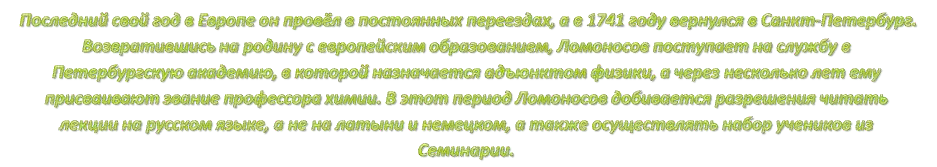 Последний свой год в Европе он провёл в постоянных переездах, а в 1741 году вернулся в Санкт-Петербург.
Возвратившись на родину с европейским образованием, Ломоносов поступает на службу в
Петербургскую академию, в которой назначается адъюнктом физики, а через несколько лет ему
присваивают звание профессора химии. В этот период Ломоносов добивается разрешения читать
лекции на русском языке, а не на латыни и немецком, а также осуществлять набор учеников из
Семинарии.